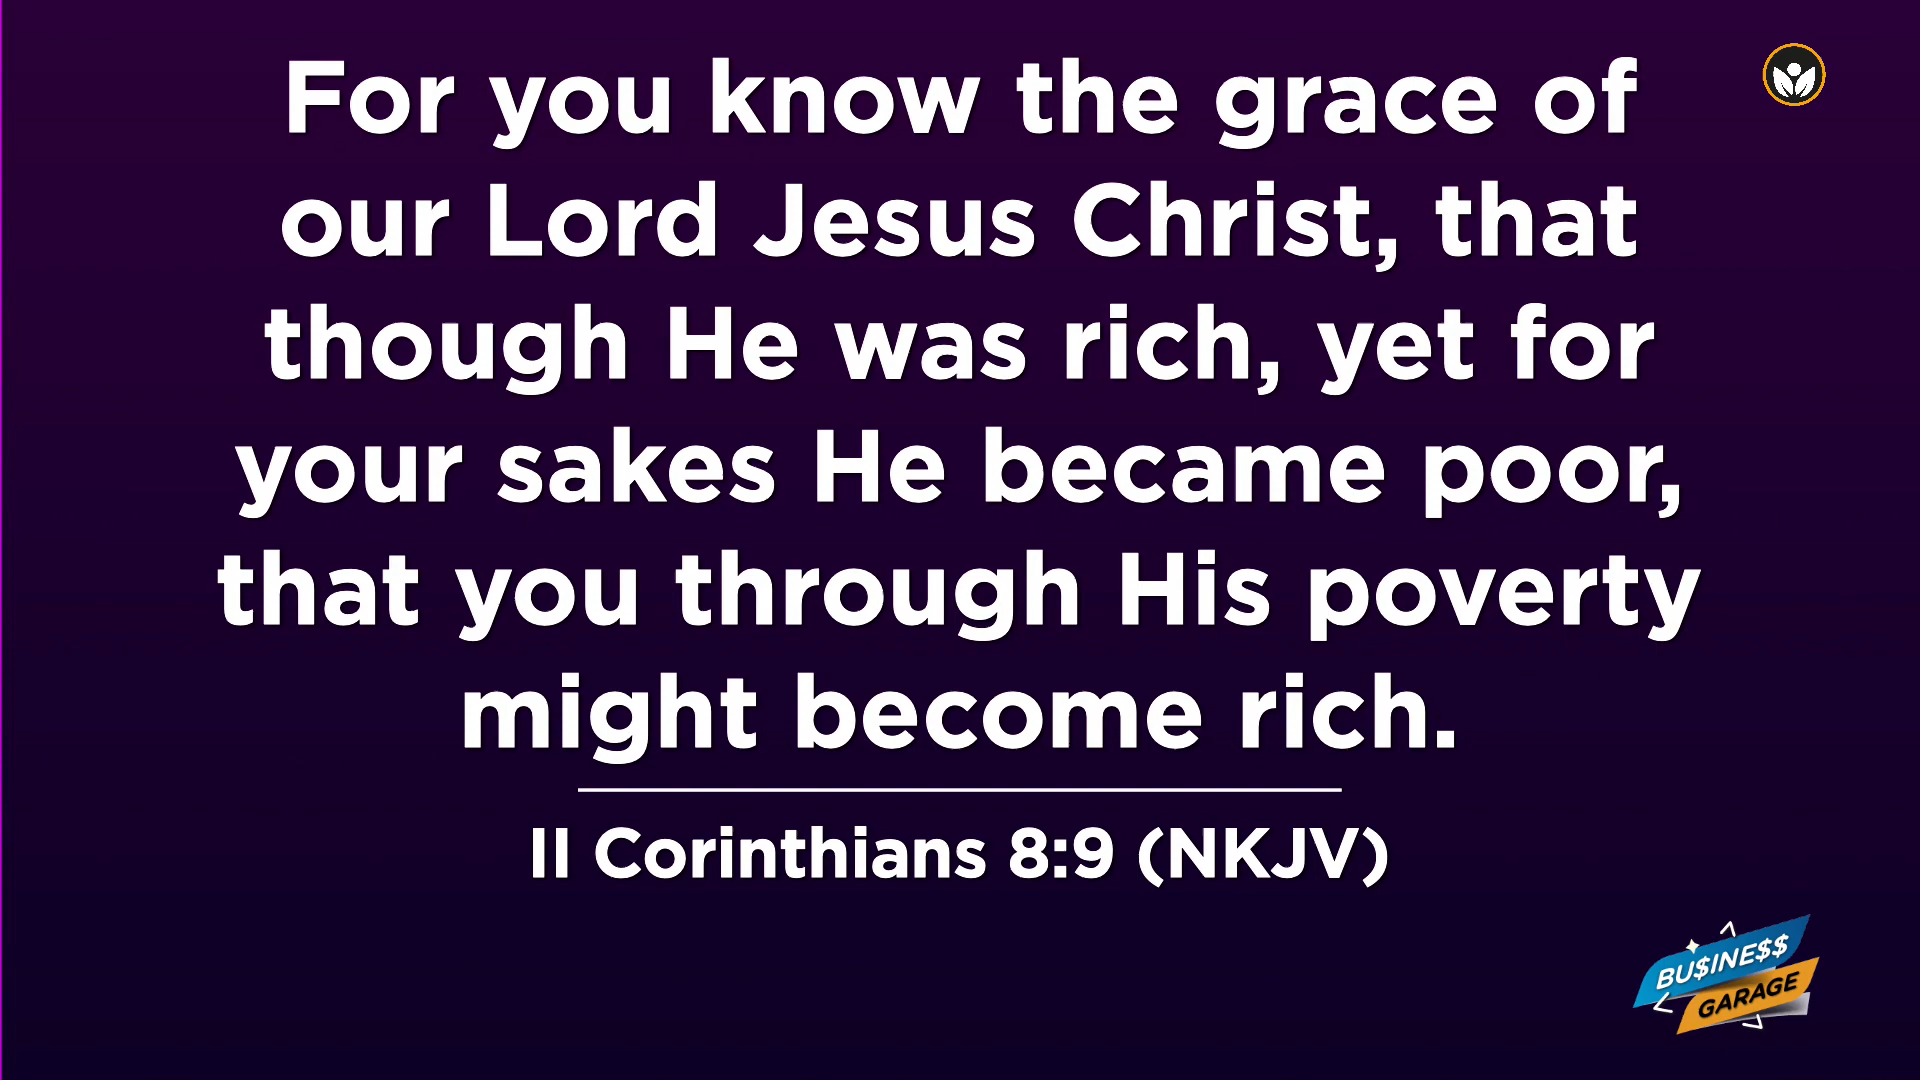 For you know the grace of
our Lord Jesus Christ, that
though He was rich, yet for
your sakes He became poor,
that you through His poverty
might become rich.
II Corinthians 8:9 (NKJV)
BU$INE$$
GARAGE